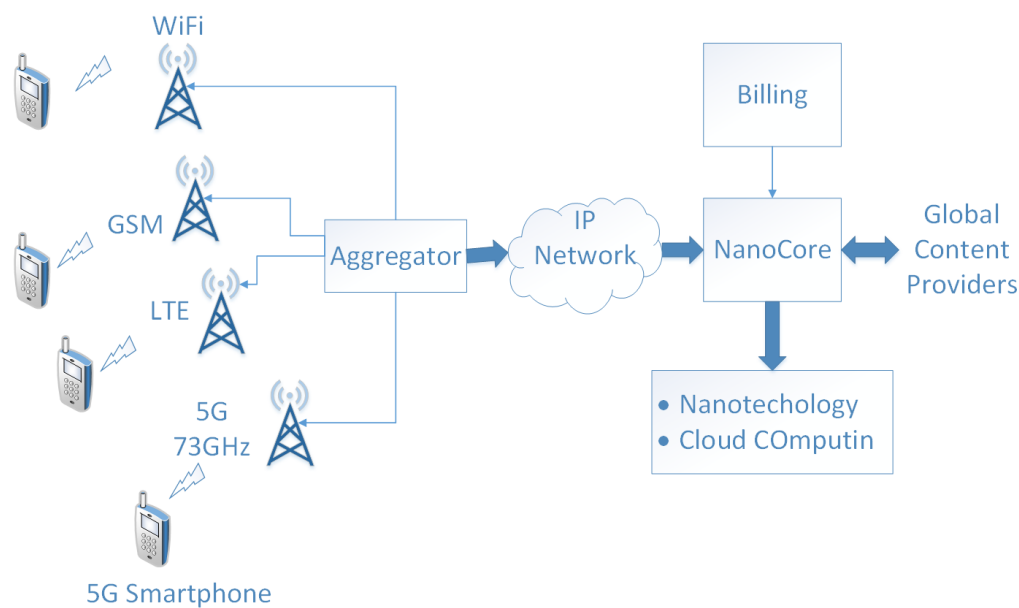 WiFi
GSM
LTE
5G
73GHz
5G Smartphone
Aggregator
IP
Network
Billing
NanoCore
Global
Content
Providers
• Nanotechology
• Cloud COmputin